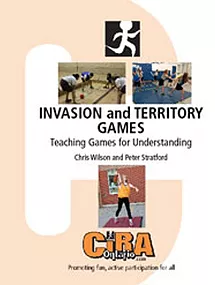 INVASION and TERRITORY
GAMES
Teaching Games for Understanding
Chris Wilson and Peter Stratford
CIRA
Ontario
.com
Promoting fun, active participation for all